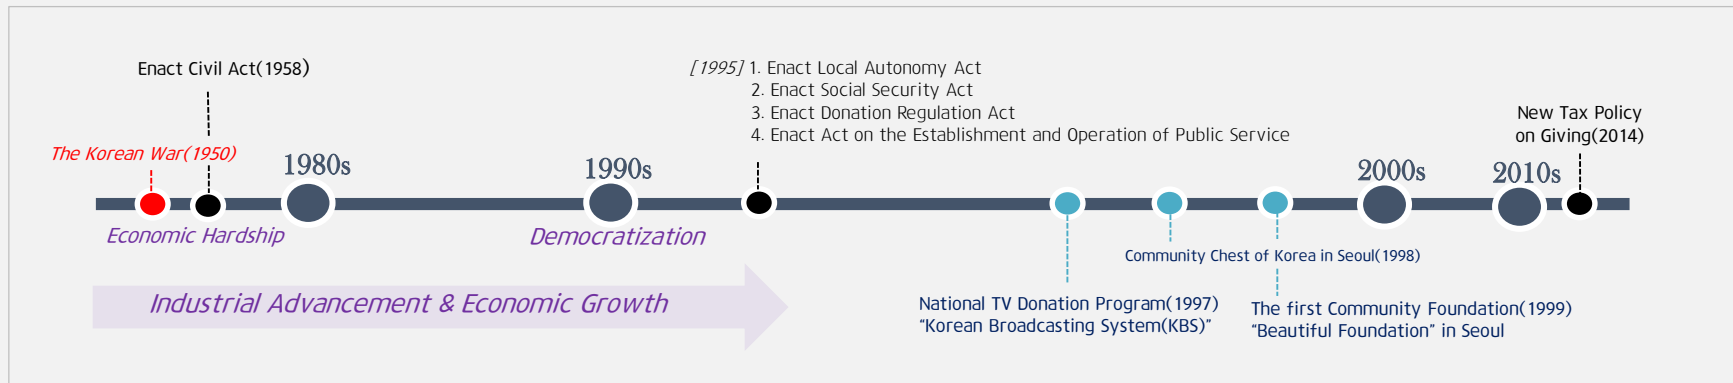 Enact Civil Act(1958)
[1995] 1. Enact Local Autonomy Act
2. Enact Social Security Act
3. Enact Donation Regulation Act
4. Enact Act on the Establishment and Operation of Public Service
New Tax Policy
on Giving(2014)
The Korean War(1950)
1980s
1990s
2000s
2010s
Economic Hardship
Democratization
Industrial Advancement & Economic Growth
Community Chest of Korea in Seoul(1998)
National TV Donation Program(1997)
“Korean Broadcasting System(KBS)”
The first Community Foundation(1999)
“Beautiful Foundation” in Seoul